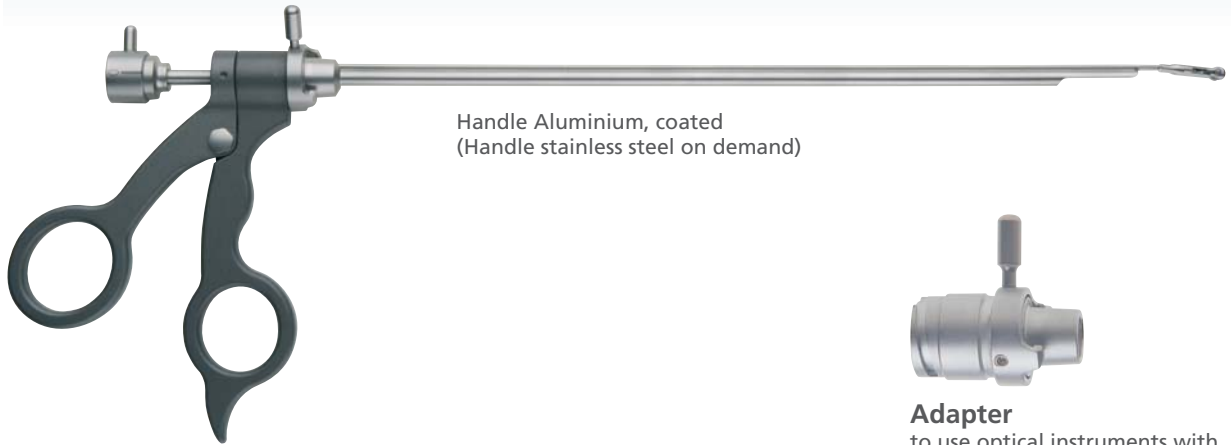 Handle Aluminium, coated
(Handle stainless steel on demand)
Adapter
to use optical instruments with